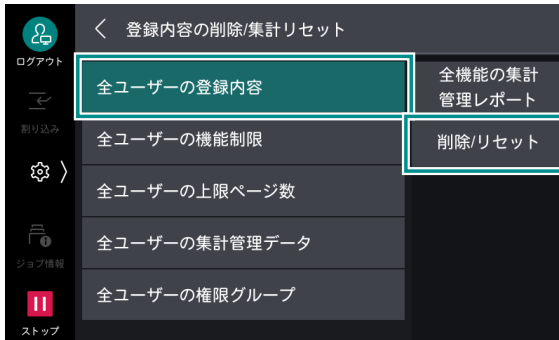 登録内容の削除/集計リセット
ログアウト
割り込み
ジョブ情報
ストップ
全ユーザーの登録内容
全ユーザーの機能制限
全ユーザーの上限ページ数
全ユーザーの集計管理データ
全ユーザーの権限グループ
全機能の集計
管理レポート
削除/リセット